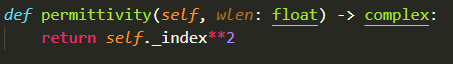 def permittivity(self, wlen: float) -> complex:
    return self._index**2